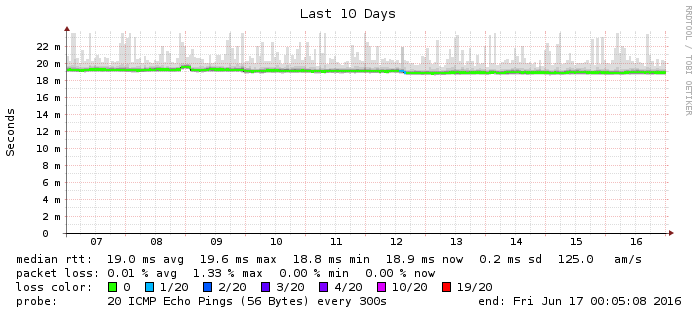 Last 10 Days
RRDTOOL / TOBI OETIKER
Seconds
22 m
20 m
18 m
16 m
14 m
12 m
10 m
8 m
6 m
4 m
2 m
0
07 08 09 10 11 12 13 14 15 16
median rtt: 19.0 ms avg 19.6 ms max 18.8 ms min 18.9 ms now 0.2 ms sd 125.0 am/s
packet loss: 0.01 % avg 1.33 % max 0.00 % min 0.00 % now
loss color: 0 1/20 2/20 3/20 4/20 10/20 19/20
probe: 20 ICMP Echo Pings (56 Bytes) every 300s end: Fri Jun 17 00:05:08 2016